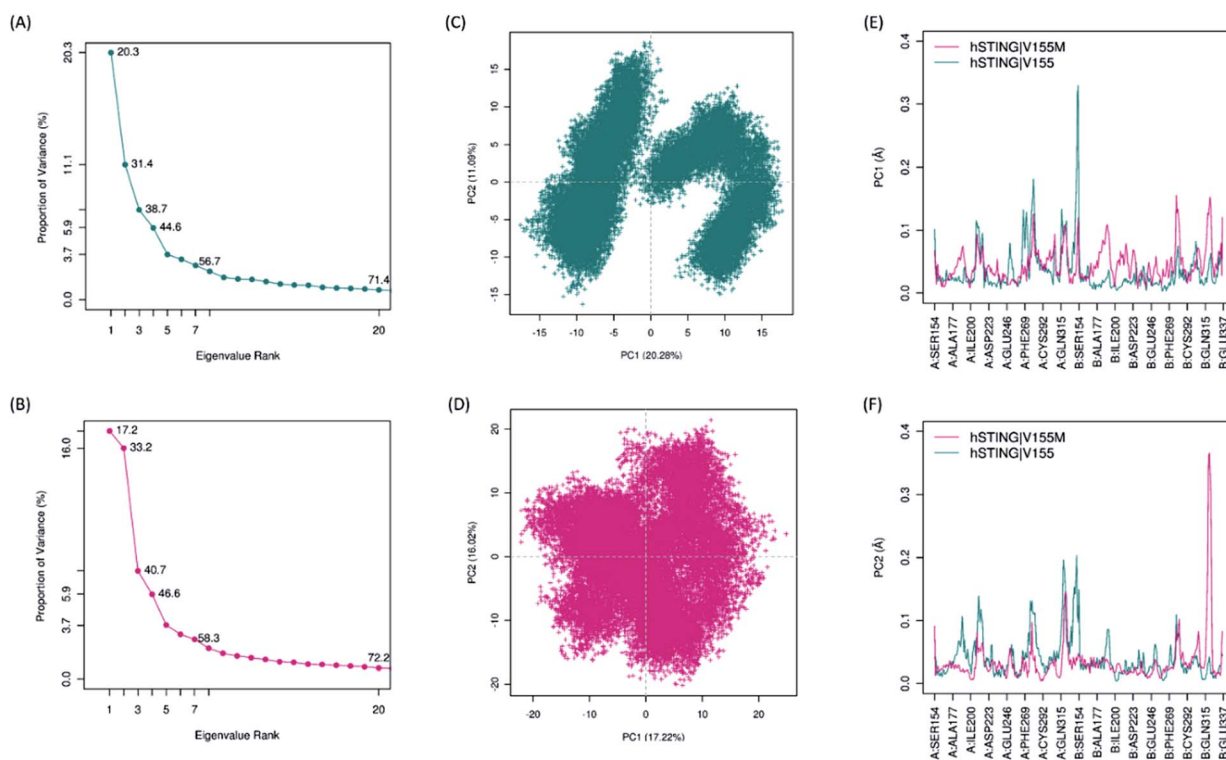 (A)
20.3
11.1
5.9
3.7
0.0
Proportion of Variance (%)
20.3
31.4
38.7
44.6
56.7
71.4
1
3
5
7
20
Eigenvalue Rank
(C)
15
10
5
0
-5
-10
-15
PC2 (11.09%)
-15
-10
-5
0
5
10
15
PC1 (20.28%)
(E)
0.4
0.3
0.2
0.1
0.0
PC1 (Å)
hSTING|V155M
hSTING|V155
A:SER154
A:ALA177
A:ILE200
A:ASP223
A:GLU246
A:PHE269
A:CYS292
A:GLN315
B:SER154
B:ALA177
B:ILE200
B:ASP223
B:GLU246
B:PHE269
B:CYS292
B:GLN315
B:GLU337
(B)
16.0
5.9
3.7
0.0
Proportion of Variance (%)
17.2
33.2
40.7
46.6
58.3
72.2
1
3
5
7
20
Eigenvalue Rank
(D)
20
10
0
-10
-20
PC2 (16.02%)
-20
-10
0
10
20
PC1 (17.22%)
(F)
0.4
0.3
0.2
0.1
0.0
PC2 (Å)
hSTING|V155M
hSTING|V155
A:SER154
A:ALA177
A:ILE200
A:ASP223
A:GLU246
A:PHE269
A:CYS292
A:GLN315
B:SER154
B:ALA177
B:ILE200
B:ASP223
B:GLU246
B:PHE269
B:CYS292
B:GLN315
B:GLU337